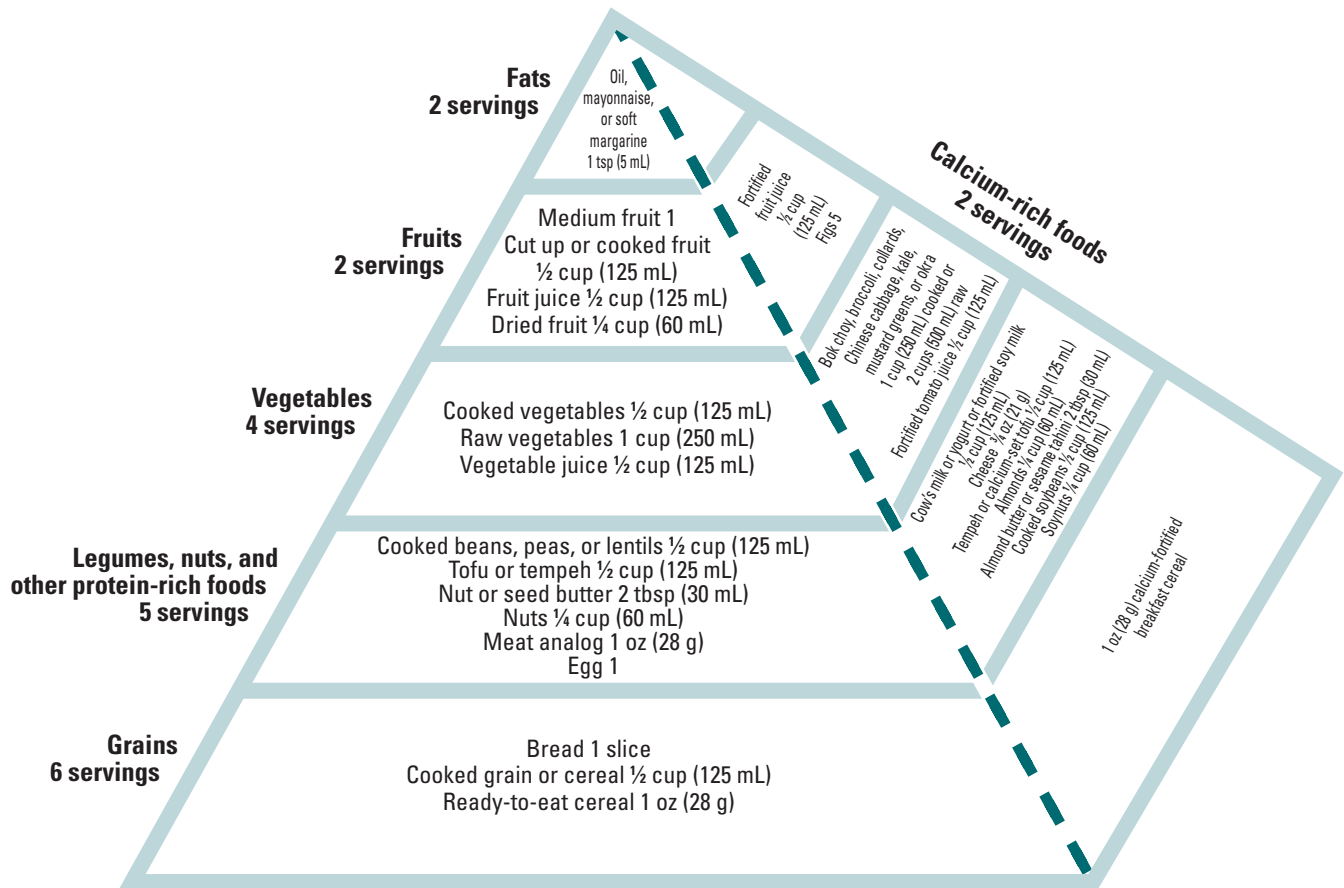 Fats
2 servings
Oil,
mayonnaise,
or soft
margarine
1 tsp (5 mL)
Fruits
2 servings
Medium fruit 1
Cut up or cooked fruit
½ cup (125 mL)
Fruit juice ½ cup (125 mL)
Dried fruit ¼ cup (60 mL)
Vegetables
4 servings
Cooked vegetables ½ cup (125 mL)
Raw vegetables 1 cup (250 mL)
Vegetable juice ½ cup (125 mL)
Legumes, nuts, and
other protein-rich foods
5 servings
Cooked beans, peas, or lentils ½ cup (125 mL)
Tofu or tempeh ½ cup (125 mL)
Nut or seed butter 2 tbsp (30 mL)
Nuts ¼ cup (60 mL)
Meat analog 1 oz (28 g)
Egg 1
Grains
6 servings
Bread 1 slice
Cooked grain or cereal ½ cup (125 mL)
Ready-to-eat cereal 1 oz (28 g)
Calcium-rich foods
2 servings
Fortified
fruit juice
½ cup
(125 mL)
Figs 5
Bok choy, broccoli, collards,
Chinese cabbage, kale,
mustard greens, or okra
1 cup (250 mL) cooked or
2 cups (500 mL) raw
Fortified tomato juice ½ cup (125 mL)
Cow's milk or yogurt or fortified soy milk
½ cup (125 mL)
Cheese ¾ oz (21 g)
Tempeh or calcium-set tofu ½ cup (125 mL)
Almonds ¼ cup (60 mL)
Almond butter or sesame tahini 2 tbsp (30 mL)
Cooked soybeans ½ cup (125 mL)
Soynuts ¼ cup (60 mL)
1 oz (28 g) calcium-fortified
breakfast cereal